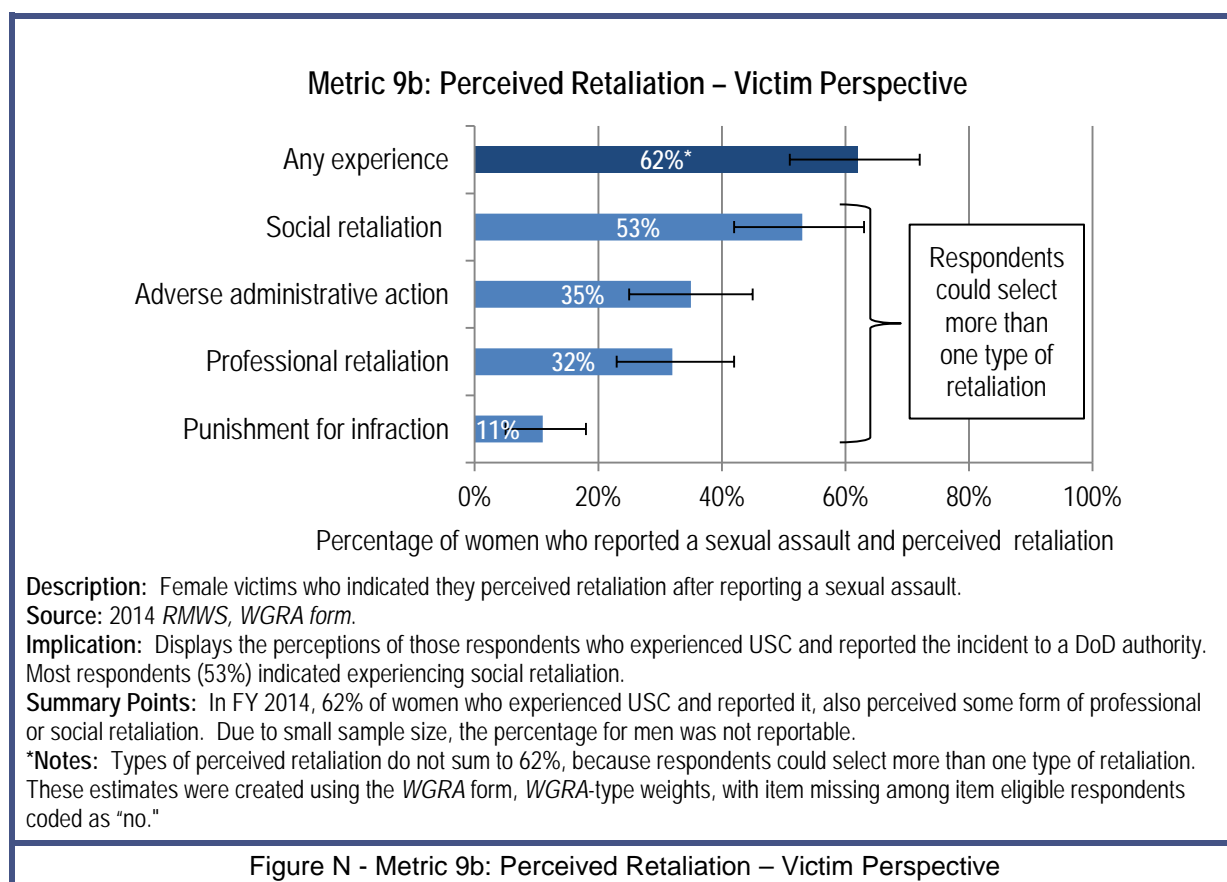 Metric 9b: Perceived Retaliation – Victim Perspective
Any experience
62%*
Social retaliation
53%
Adverse administrative action
35%
Professional retaliation
32%
Punishment for infraction
11%
Respondents
could select
more than
one type of
retaliation
0% 20% 40% 60% 80% 100%
Percentage of women who reported a sexual assault and perceived retaliation
Description: Female victims who indicated they perceived retaliation after reporting a sexual assault.
Source: 2014 RMWS, WGRA form.
Implication: Displays the perceptions of those respondents who experienced USC and reported the incident to a DoD authority.
Most respondents (53%) indicated experiencing social retaliation.
Summary Points: In FY 2014, 62% of women who experienced USC and reported it, also perceived some form of professional
or social retaliation. Due to small sample size, the percentage for men was not reportable.
*Notes: Types of perceived retaliation do not sum to 62%, because respondents could select more than one type of retaliation.
These estimates were created using the WGRA form, WGRA-type weights, with item missing among item eligible respondents
coded as “no."
Figure N - Metric 9b: Perceived Retaliation – Victim Perspective